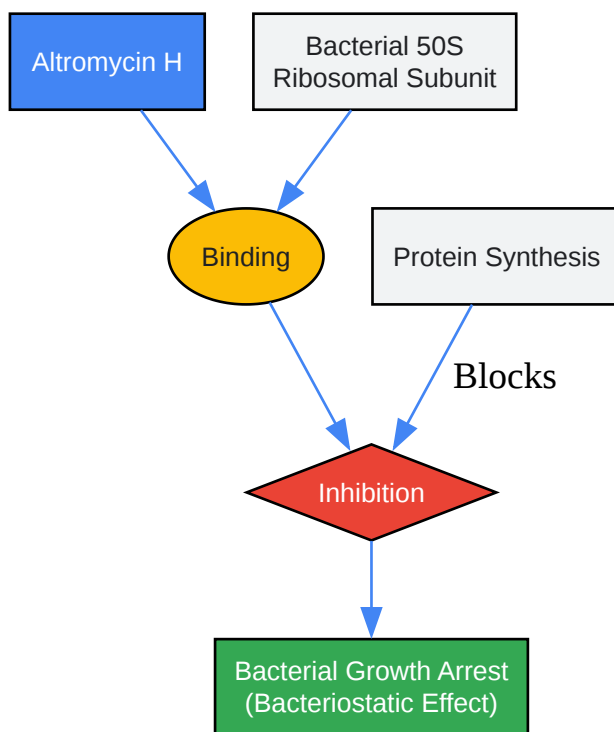 Altromycin H
Bacterial 50S
Ribosomal Subunit
Binding
Protein Synthesis
Blocks
Inhibition
Bacterial Growth Arrest
(Bacteriostatic Effect)